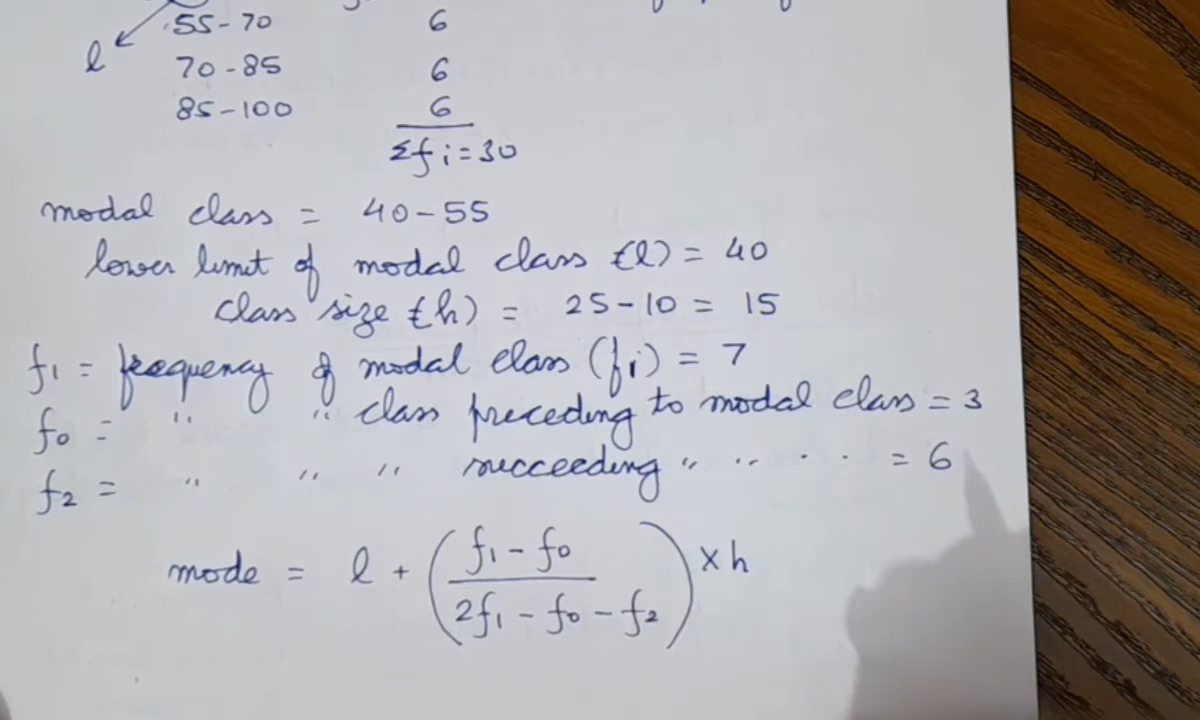 55-70 6
l 70-85 6
85-100 6
Σfi=30
modal class = 40-55
lower limit of modal class (l) = 40
class size (h) = 25-10 = 15
f1 = frequency of modal class (fi) = 7
f0 = " " class preceding to modal class = 3
f2 = " " " succeeding " " . . = 6
mode = l + (f1 - f0 / 2f1 - f0 - f2) x h